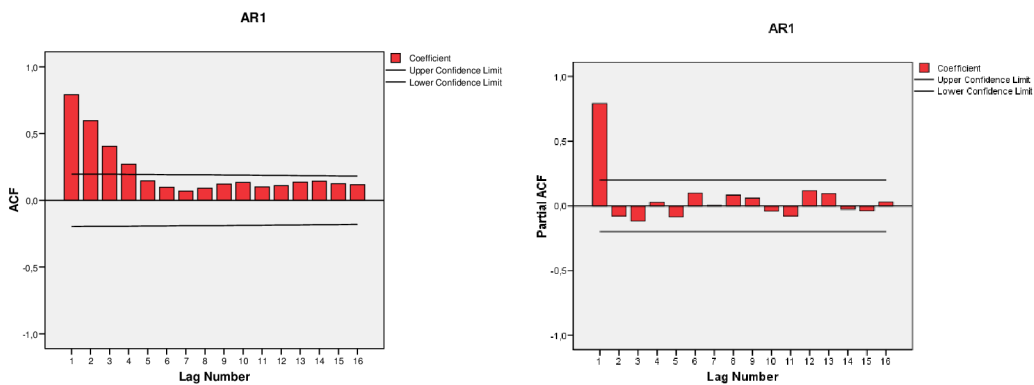 AR1
Coefficient
Upper Confidence Limit
Lower Confidence Limit
1,0
0,5
0,0
-0,5
-1,0
ACF
1 2 3 4 5 6 7 8 9 10 11 12 13 14 15 16
Lag Number
AR1
Coefficient
Upper Confidence Limit
Lower Confidence Limit
1,0
0,5
0,0
-0,5
-1,0
Partial ACF
1 2 3 4 5 6 7 8 9 10 11 12 13 14 15 16
Lag Number